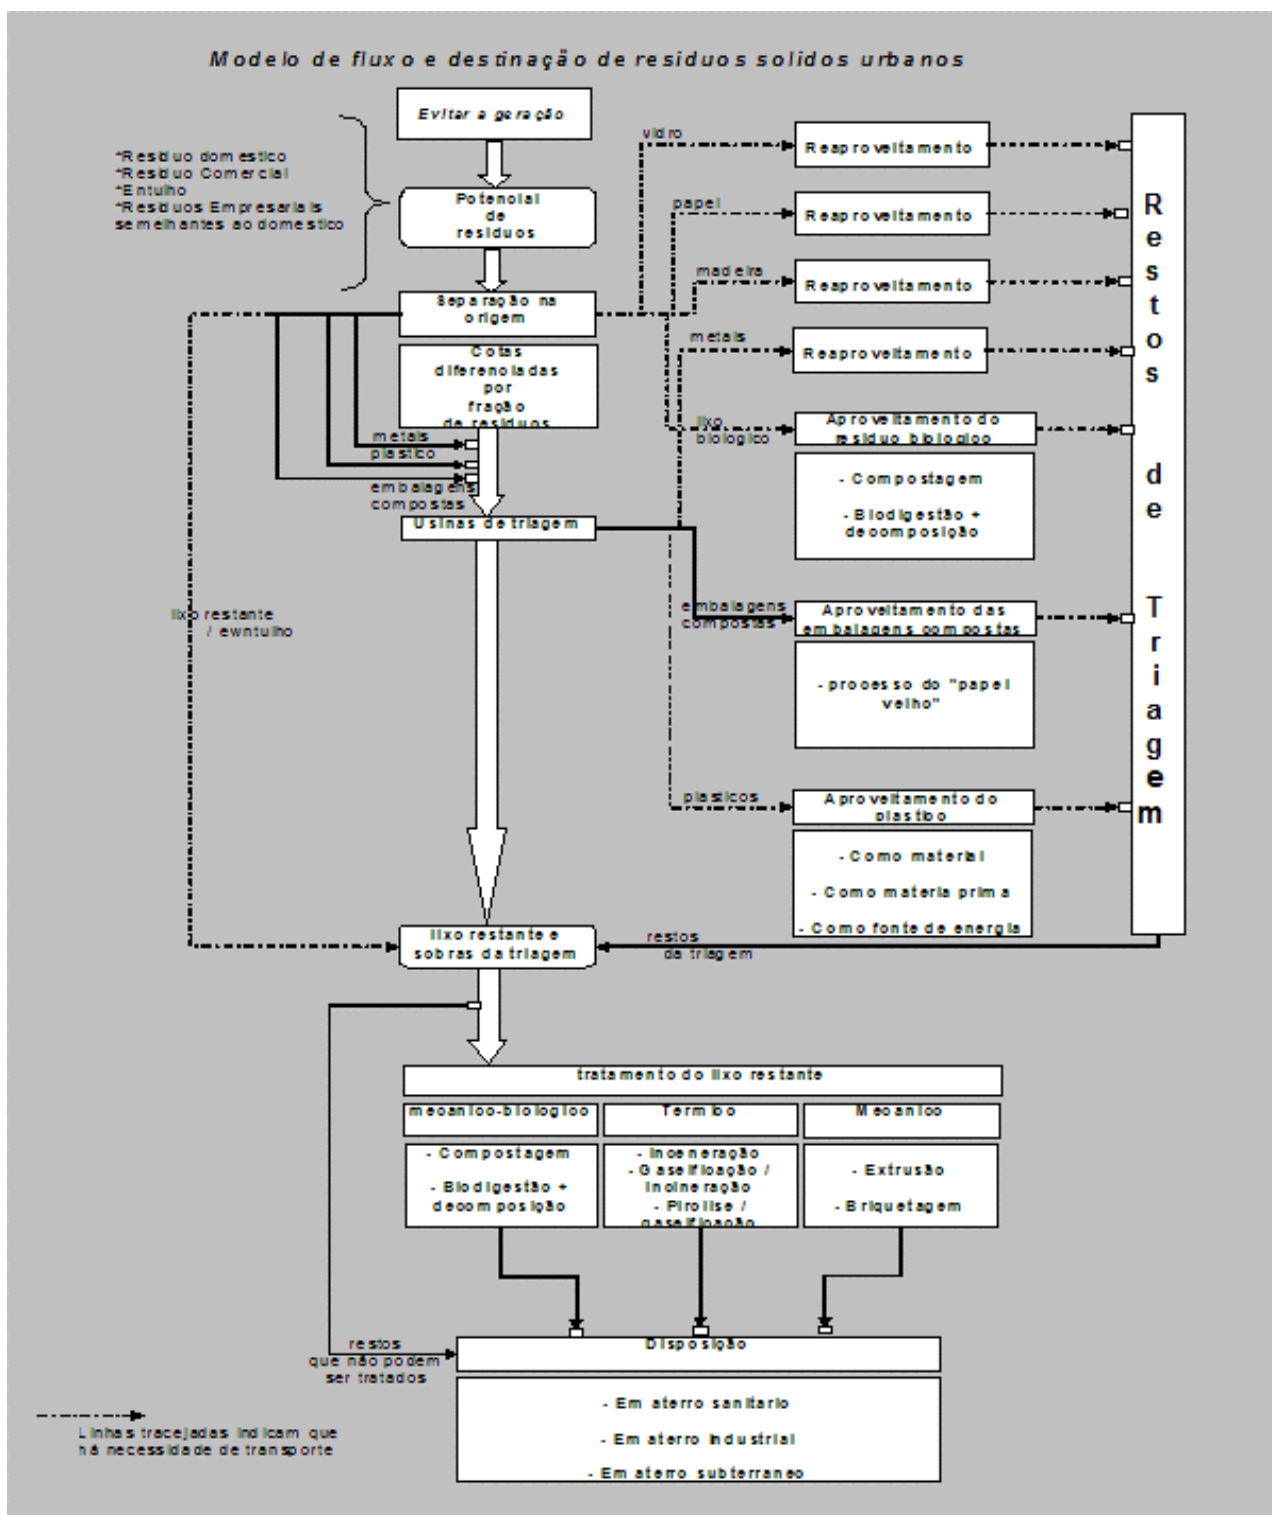 Modelo de fluxo e destinação de residuos solidos urbanos
Evitar a geração
*Resíduo domestico
*Resíduo Comercial
*Entulho
*Resíduos Empresariais
semelhantes ao domestico
Potencial
de
resíduos
Separação na
origem
Cotas
diferenciadas
por
fração
de resíduos
metais
plastico
embalagens
compostas
Usinas de triagem
lixo restante
/ ewntulho
vidro
Reaproveitamento
papel
Reaproveitamento
madeira
Reaproveitamento
metais
Reaproveitamento
lixo
biologico
Aproveitamento do
residuo biologico
- Compostagem
- Biodigestão +
decomposição
embalagens
compostas
Aproveitamento das
embalagens compostas
- processo do "papel
velho"
plasticos
Aproveitamento do
plastico
- Como material
- Como materia prima
- Como fonte de energia
Restos de Triagem
lixo restante e
sobras da triagem
restos
da triagem
tratamento do lixo restante
mecanico-biologico
Termico
Mecanico
- Compostagem
- Biodigestão +
decomposição
- Inceneração
- Gaseificação /
incineração
- Pirolise /
gaseificação
- Extrusão
- Briquetagem
restos
que não podem
ser tratados
Disposição
- Em aterro sanitario
- Em aterro industrial
- Em aterro subterraneo
Linhas tracejadas indicam que
há necessidade de transporte